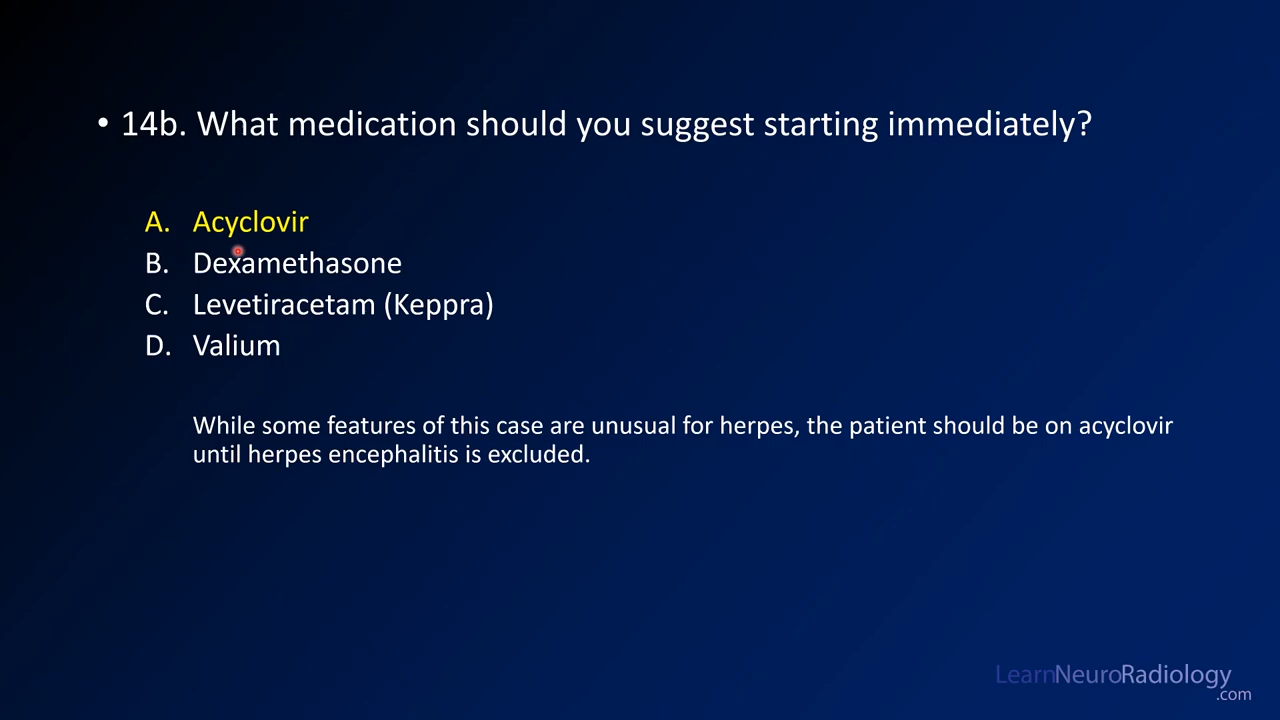 • 14b. What medication should you suggest starting immediately?
A. Acyclovir
B. Dexamethasone
C. Levetiracetam (Keppra)
D. Valium
While some features of this case are unusual for herpes, the patient should be on acyclovir
until herpes encephalitis is excluded.
LearnNeuroRadiology
.com